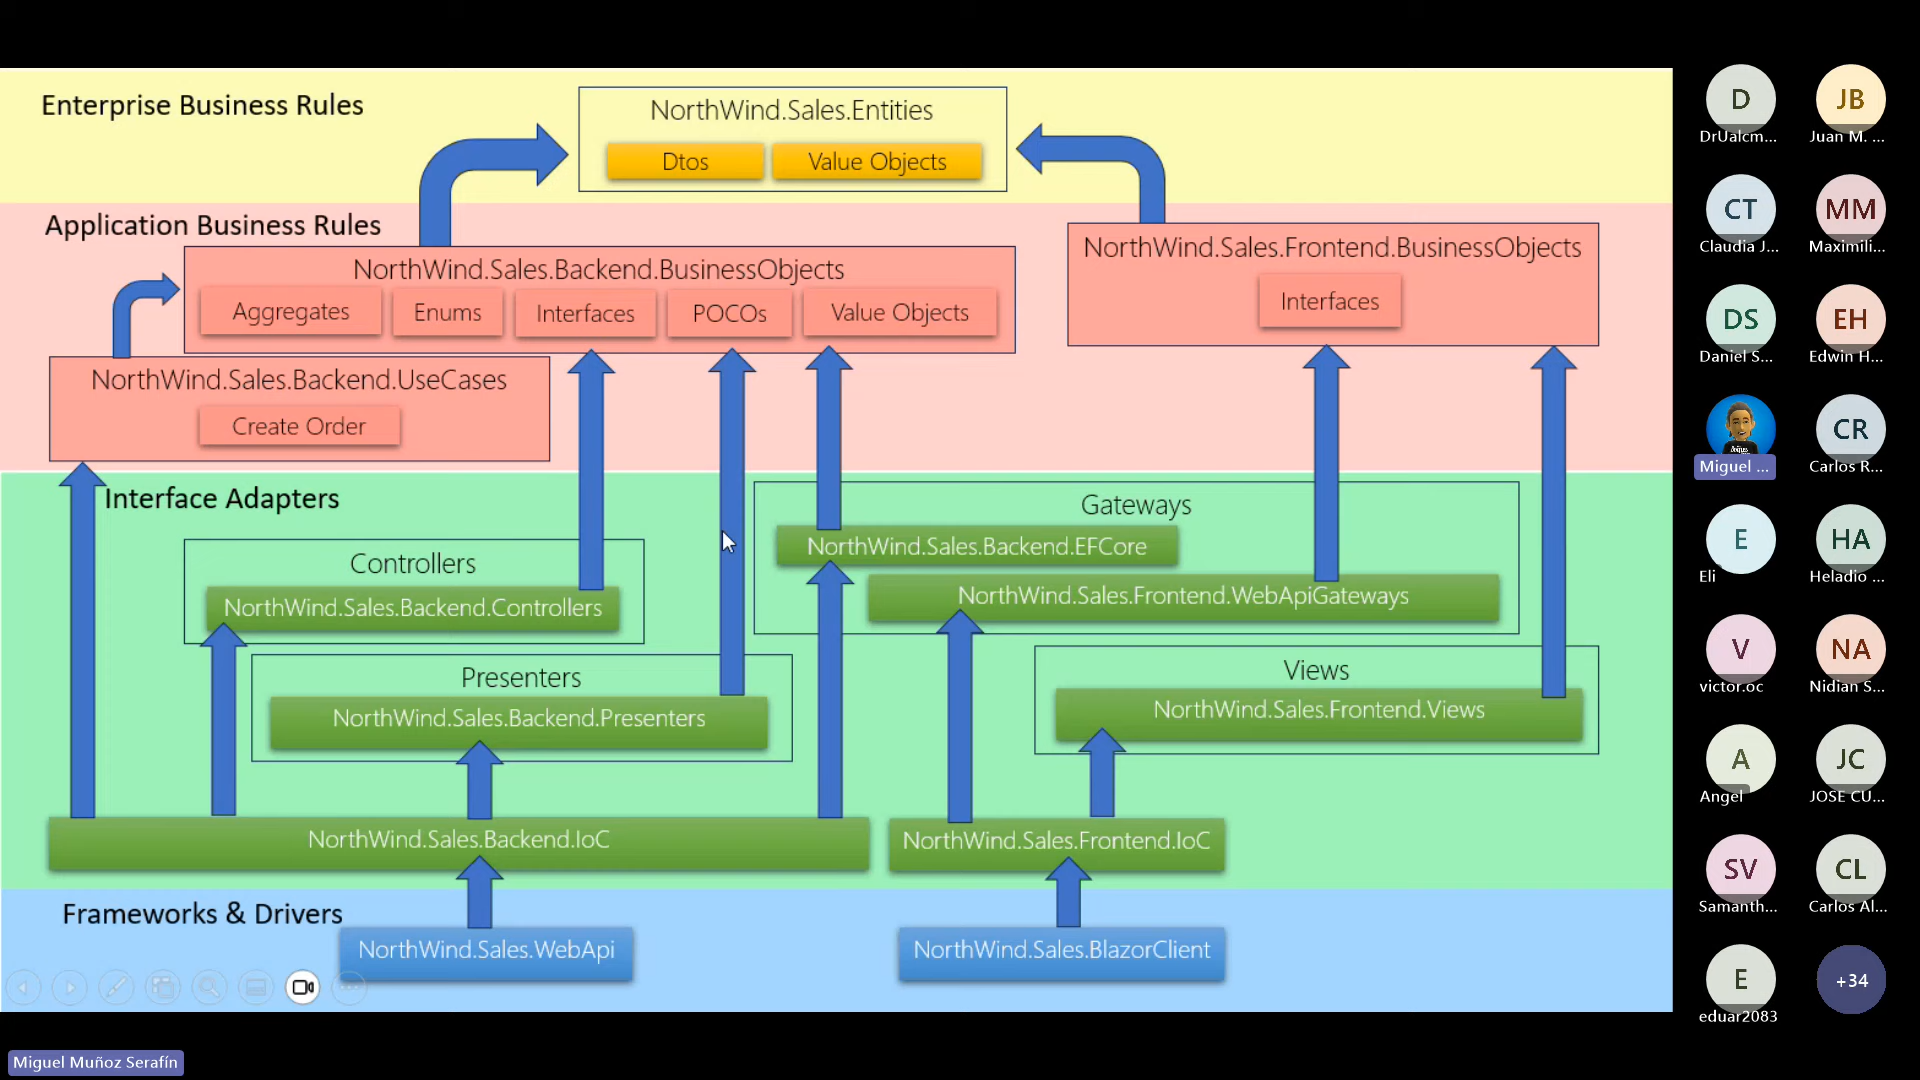 Enterprise Business Rules
NorthWind.Sales.Entities
Dtos
Value Objects
Application Business Rules
NorthWind.Sales.Backend.BusinessObjects
Aggregates
Enums
Interfaces
POCOs
Value Objects
NorthWind.Sales.Frontend.BusinessObjects
Interfaces
NorthWind.Sales.Backend.UseCases
Create Order
Interface Adapters
Controllers
NorthWind.Sales.Backend.Controllers
Presenters
NorthWind.Sales.Backend.Presenters
Gateways
NorthWind.Sales.Backend.EFCore
NorthWind.Sales.Frontend.WebApiGateways
Views
NorthWind.Sales.Frontend.Views
NorthWind.Sales.Backend.IoC
NorthWind.Sales.Frontend.IoC
Frameworks & Drivers
NorthWind.Sales.WebApi
NorthWind.Sales.BlazorClient
D
DrUalcm...
JB
Juan M. ...
CT
Claudia J...
MM
Maximili...
DS
Daniel S...
EH
Edwin H...
Miguel ...
CR
Carlos R...
E
Eli
HA
Heladio ...
V
victor.oc
NA
Nidian S...
A
Angel
JC
JOSE CU...
SV
Samanth...
CL
Carlos Al...
E
eduar2083
+34
Miguel Muñoz Serafín